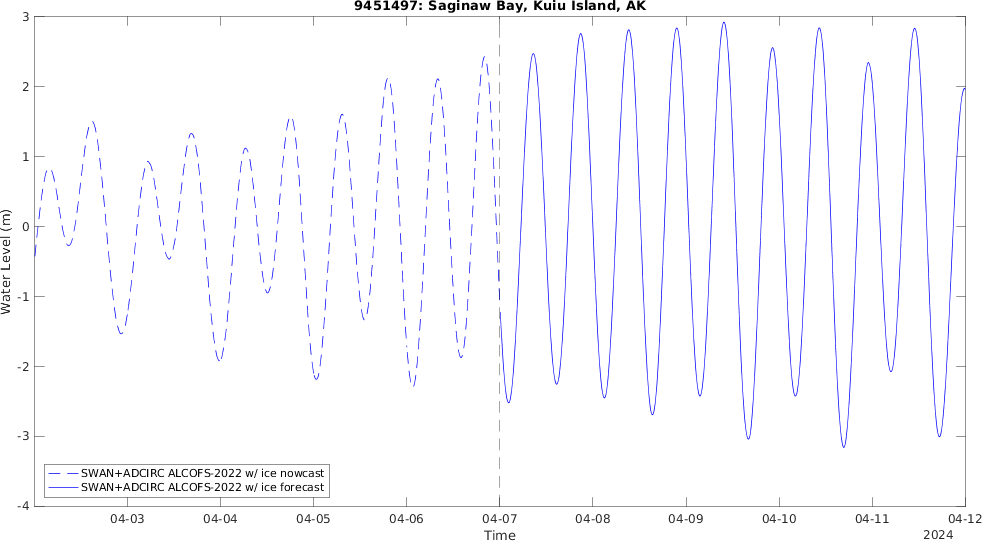 9451497: Saginaw Bay, Kuiu Island, AK
3
2
1
0
-1
-2
-3
-4
Water Level (m)
SWAN+ADCIRC ALCOFS-2022 w/ ice nowcast
SWAN+ADCIRC ALCOFS-2022 w/ ice forecast
04-03 04-04 04-05 04-06 04-07 04-08 04-09 04-10 04-11 04-12
Time
2024